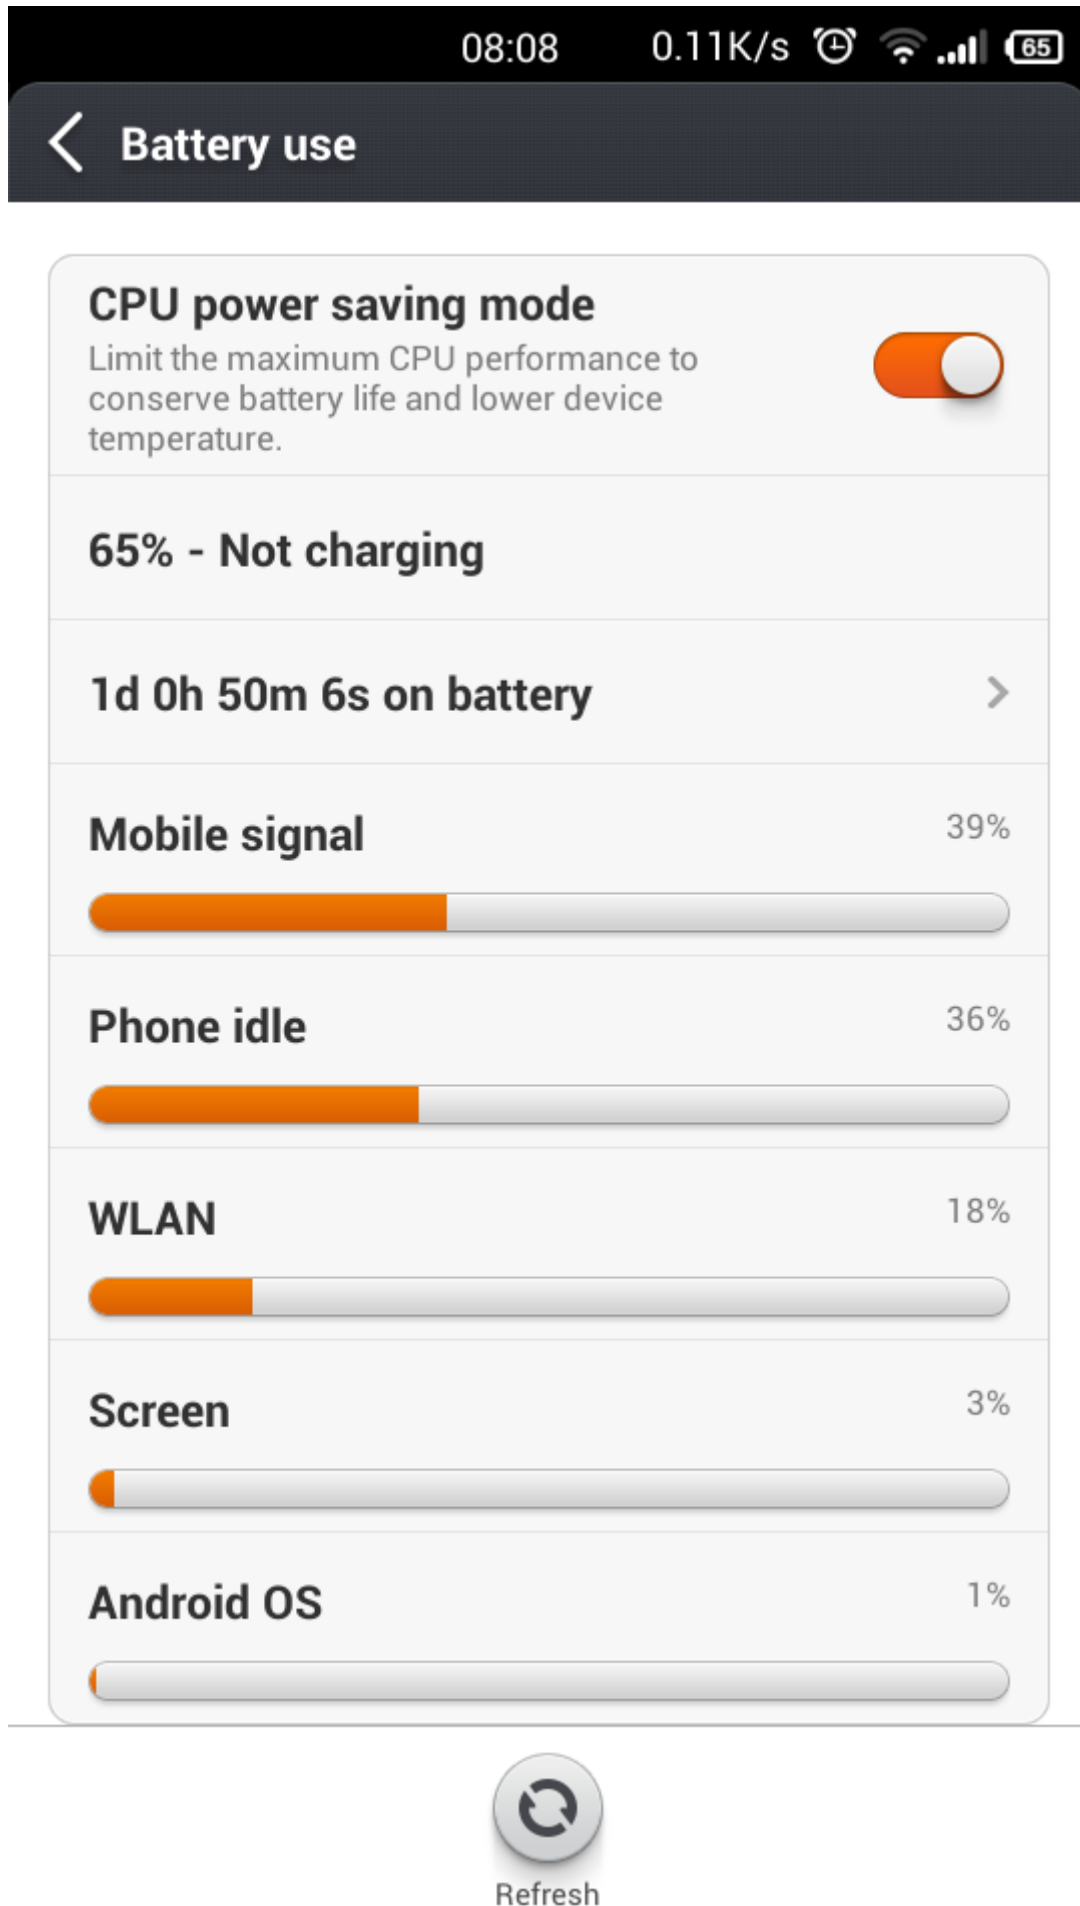 08:08 0.11K/s 65
Battery use
CPU power saving mode
Limit the maximum CPU performance to
conserve battery life and lower device
temperature.
65% - Not charging
1d 0h 50m 6s on battery
Mobile signal 39%
Phone idle 36%
WLAN 18%
Screen 3%
Android OS 1%
Refresh